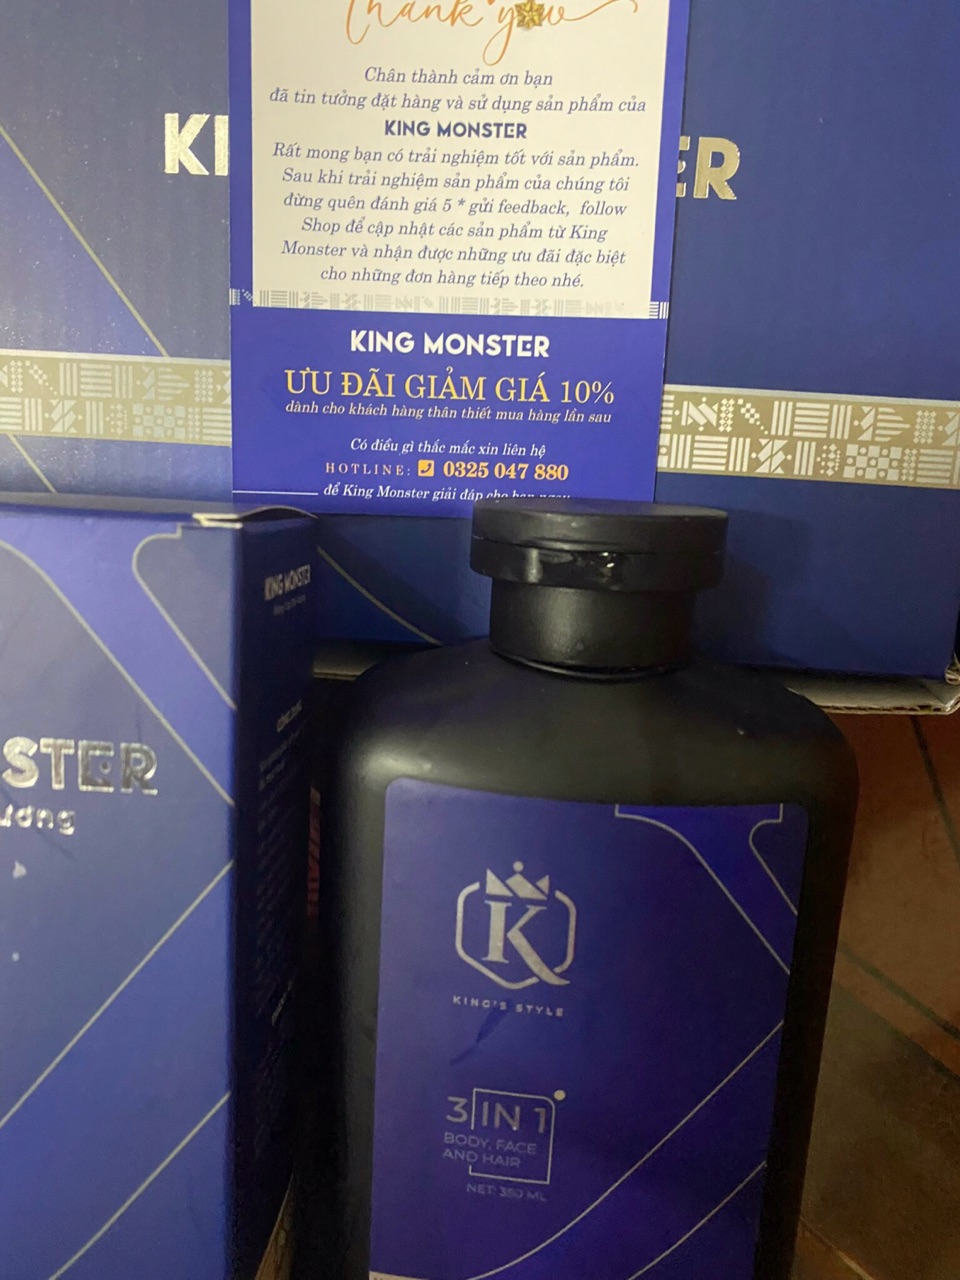 Thank you
Chân thành cảm ơn bạn
đã tin tưởng đặt hàng và sử dụng sản phẩm của
KING MONSTER
Rất mong bạn có trải nghiệm tốt với sản phẩm.
Sau khi trải nghiệm sản phẩm của chúng tôi
đừng quên đánh giá 5 * gửi feedback, follow
Shop để cập nhật các sản phẩm từ King
Monster và nhận được những ưu đãi đặc biệt
cho những đơn hàng tiếp theo nhé.
KI
ER
KING MONSTER
ƯU ĐÃI GIẢM GIÁ 10%
dành cho khách hàng thân thiết mua hàng lần sau
Có điều gì thắc mắc xin liên hệ
HOTLINE: 0325 047 880
để King Monster giải đáp cho bạn ngay
KING MONSTER
STER
ương
K
KING'S STYLE
3 IN 1
BODY, FACE
AND HAIR
NET: 350 ML